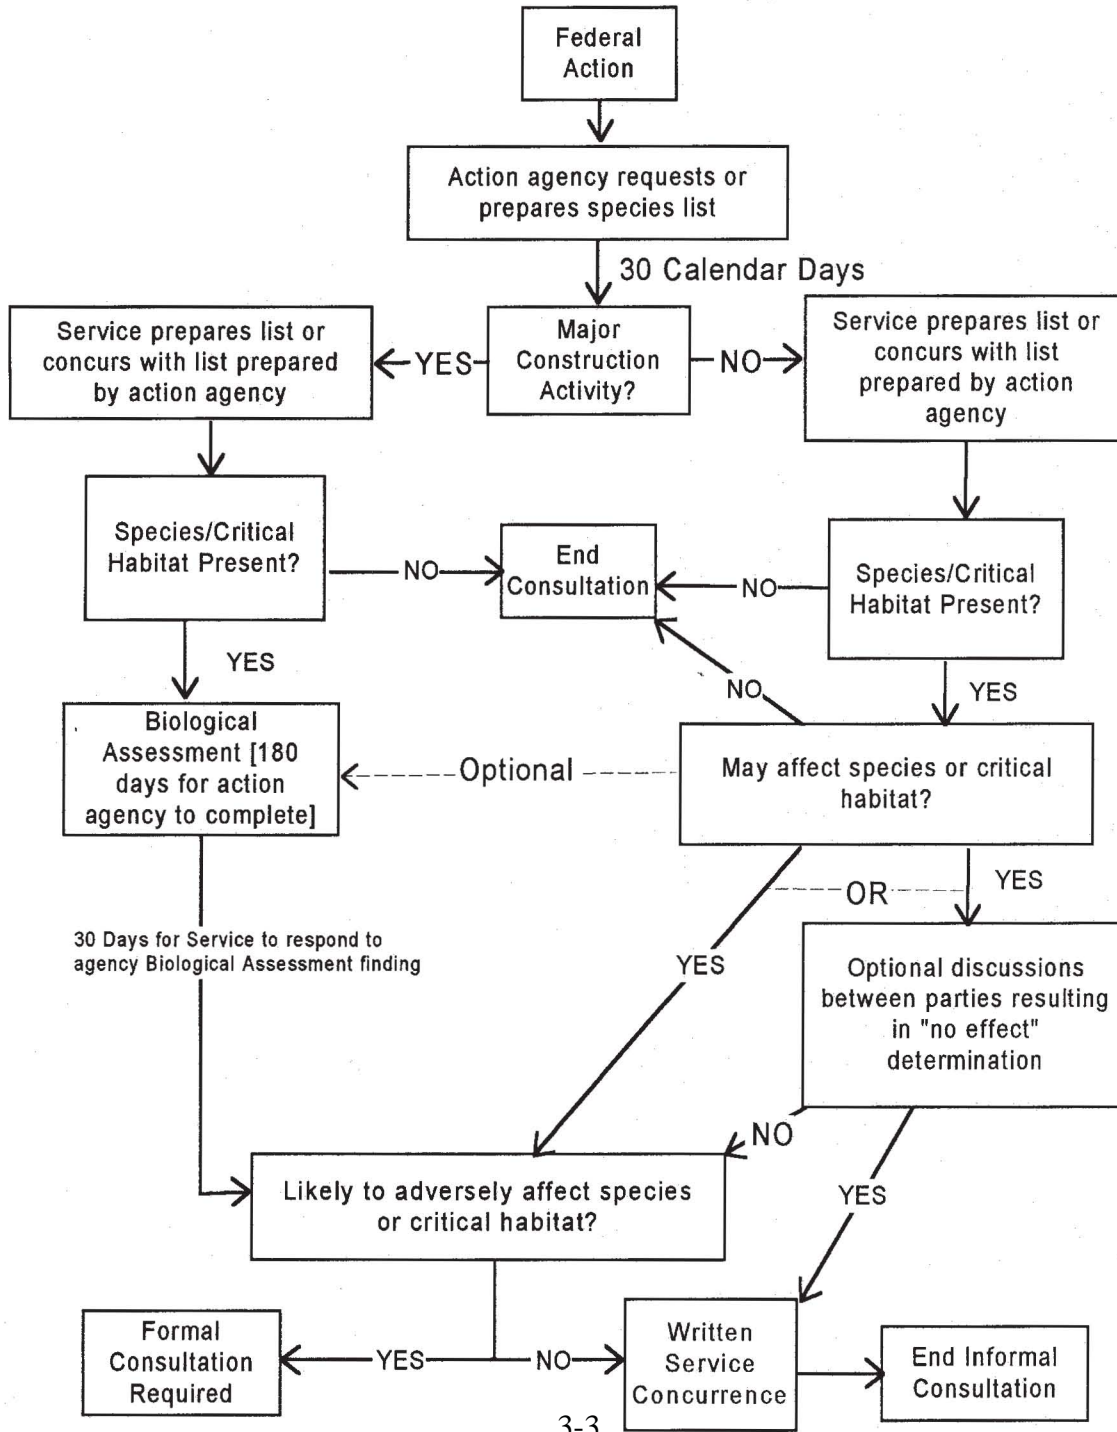 Federal
Action
Action agency requests or
prepares species list
30 Calendar Days
Service prepares list or
concurs with list prepared
by action agency
YES
Major
Construction
Activity?
NO
Service prepares list or
concurs with list
prepared by action
agency
Species/Critical
Habitat Present?
NO
End
Consultation
NO
Species/Critical
Habitat Present?
YES
NO
YES
Biological
Assessment [180
days for action
agency to complete]
Optional
May affect species or critical
habitat?
OR
YES
30 Days for Service to respond to
agency Biological Assessment finding
YES
Optional discussions
between parties resulting
in "no effect"
determination
NO
YES
Likely to adversely affect species
or critical habitat?
Formal
Consultation
Required
YES
NO
Written
Service
Concurrence
End Informal
Consultation
3-3